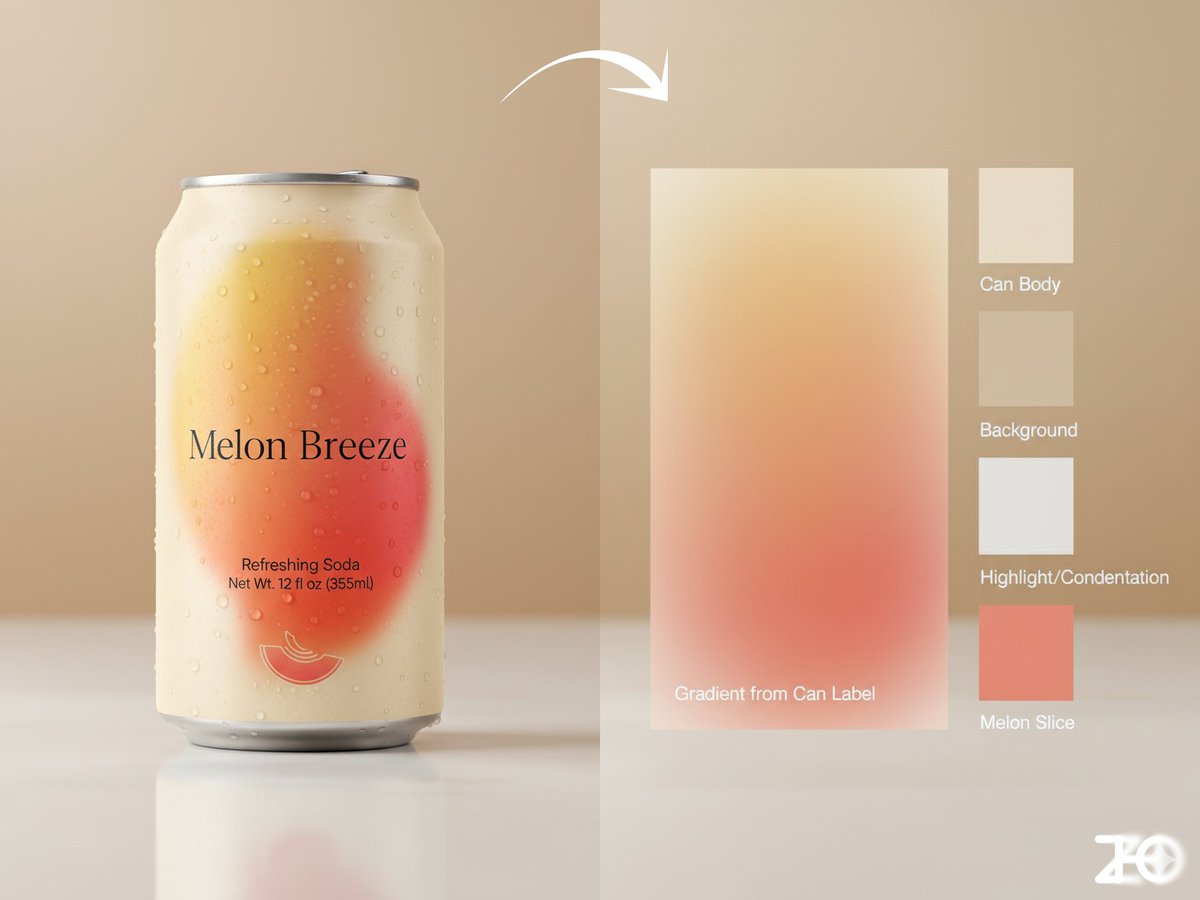 Melon Breeze
Refreshing Soda
Net Wt. 12 fl oz (355ml)
Gradient from Can Label
Can Body
Background
Highlight/Condentation
Melon Slice